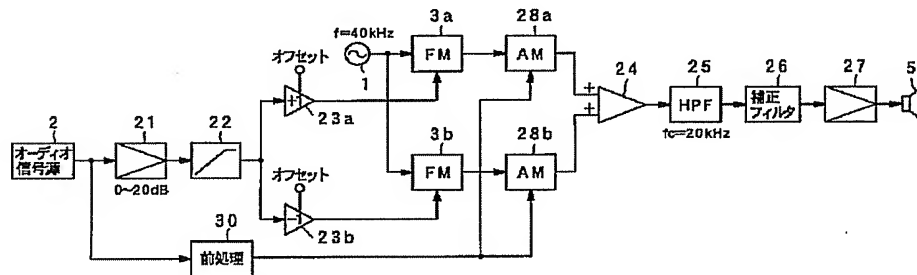 f=40kHz
3a
28a
オフセット
FM
AM
1
24
25
26
27
5
HPF
補正
フィルタ
fc=20kHz
2
21
22
+1
23a
オーディオ
信号源
0~20dB
3b
28b
FM
AM
オフセット
-1
23b
30
前処理
+
+